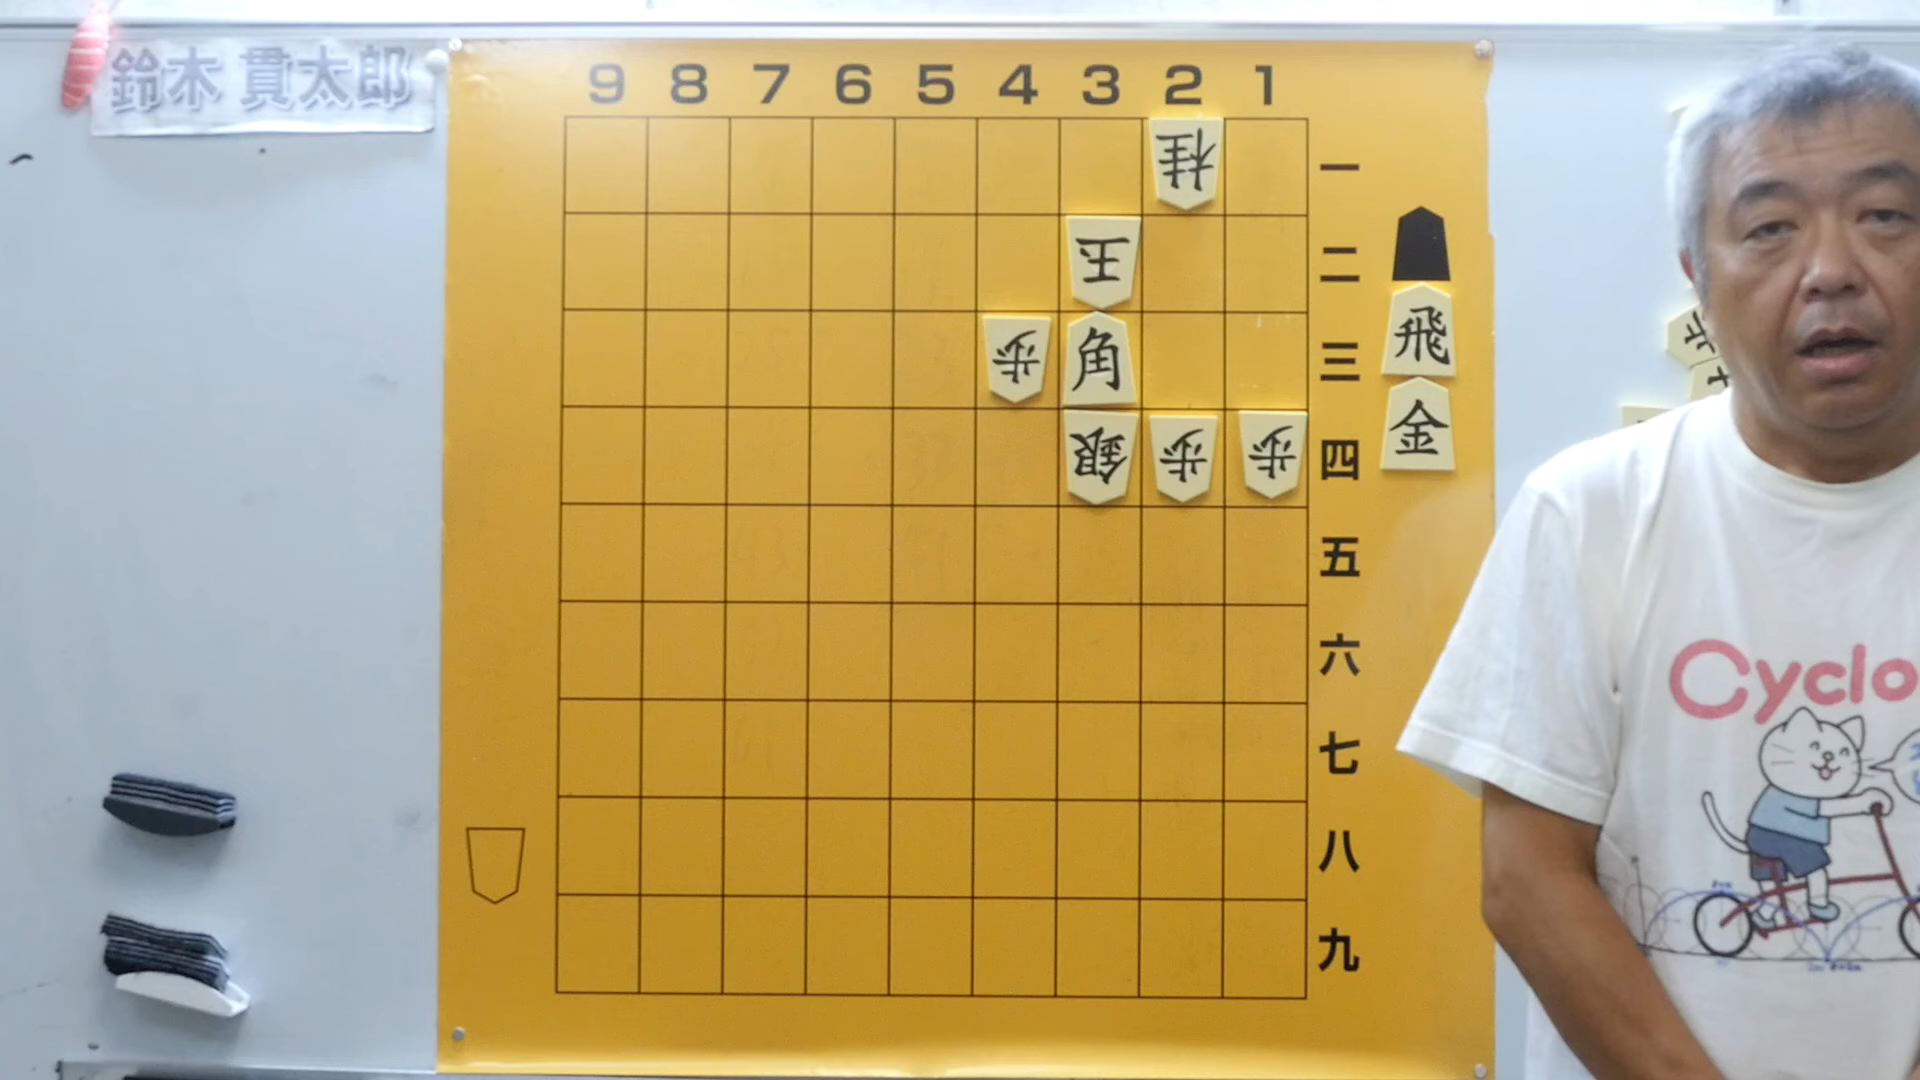 鈴木 貫太郎
9 8 7 6 5 4 3 2 1
桂 一
玉 二
歩 角 三
銀 歩 歩 四
五
六
七
八
九
飛
金
Cyclo